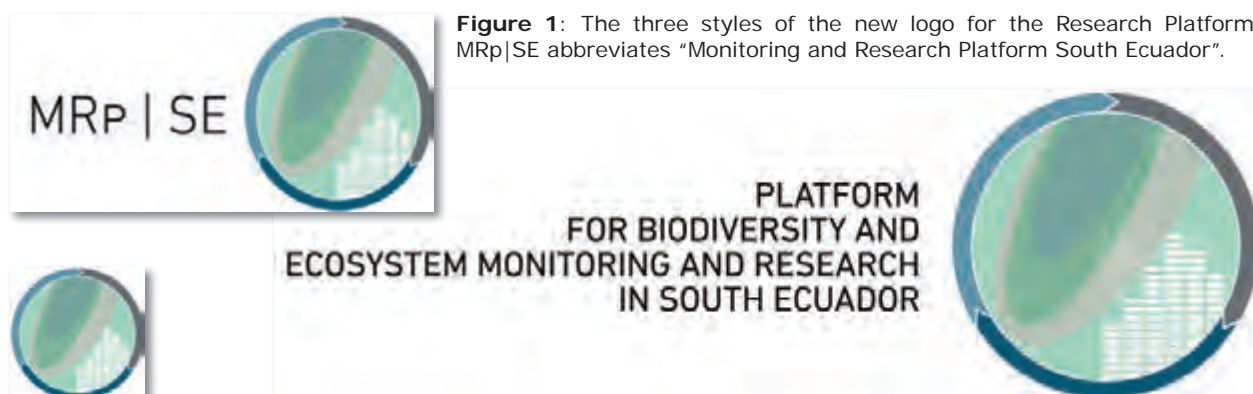 Figure 1: The three styles of the new logo for the Research Platform
MRp|SE abbreviates “Monitoring and Research Platform South Ecuador”.
MRP | SE
PLATFORM
FOR BIODIVERSITY AND
ECOSYSTEM MONITORING AND RESEARCH
IN SOUTH ECUADOR